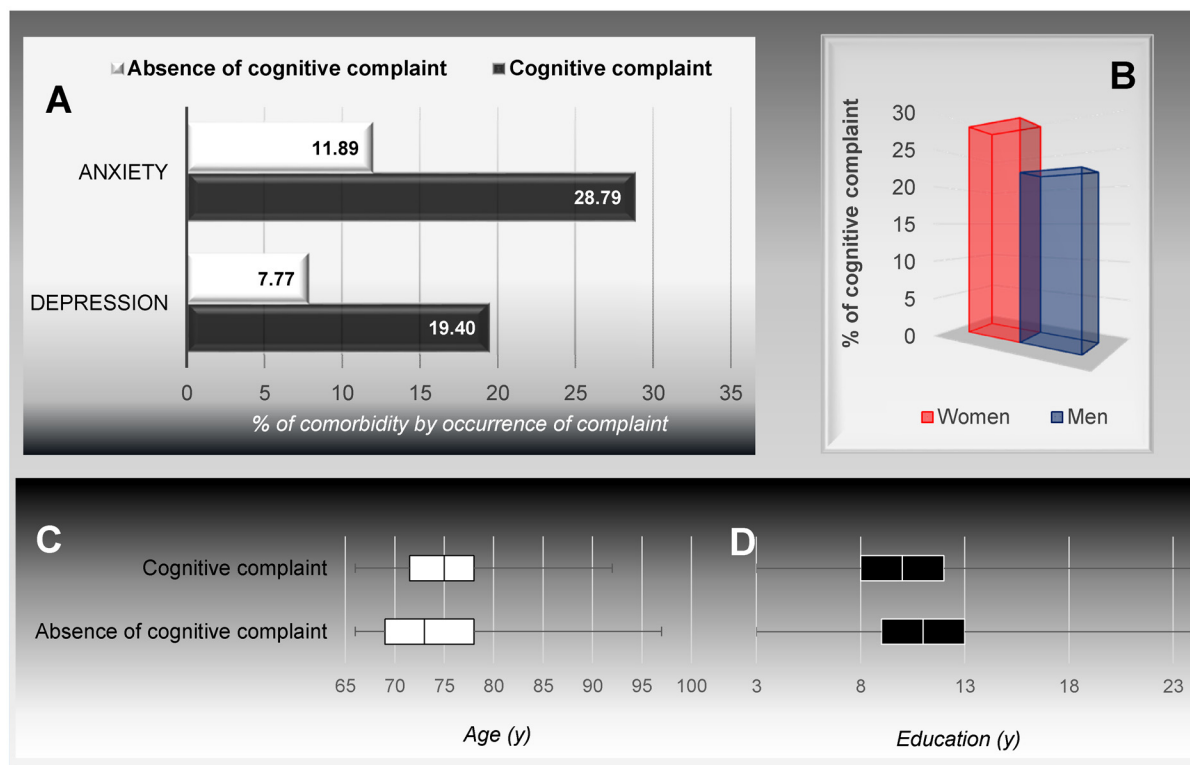 Absence of cognitive complaint Cognitive complaint
A
ANXIETY
11.89
28.79
DEPRESSION
7.77
19.40
0 5 10 15 20 25 30 35
% of comorbidity by occurrence of complaint
B
% of cognitive complaint
30
25
20
15
10
5
0
Women Men
C
Cognitive complaint
Absence of cognitive complaint
65 70 75 80 85 90 95 100
Age (y)
D
3 8 13 18 23
Education (y)